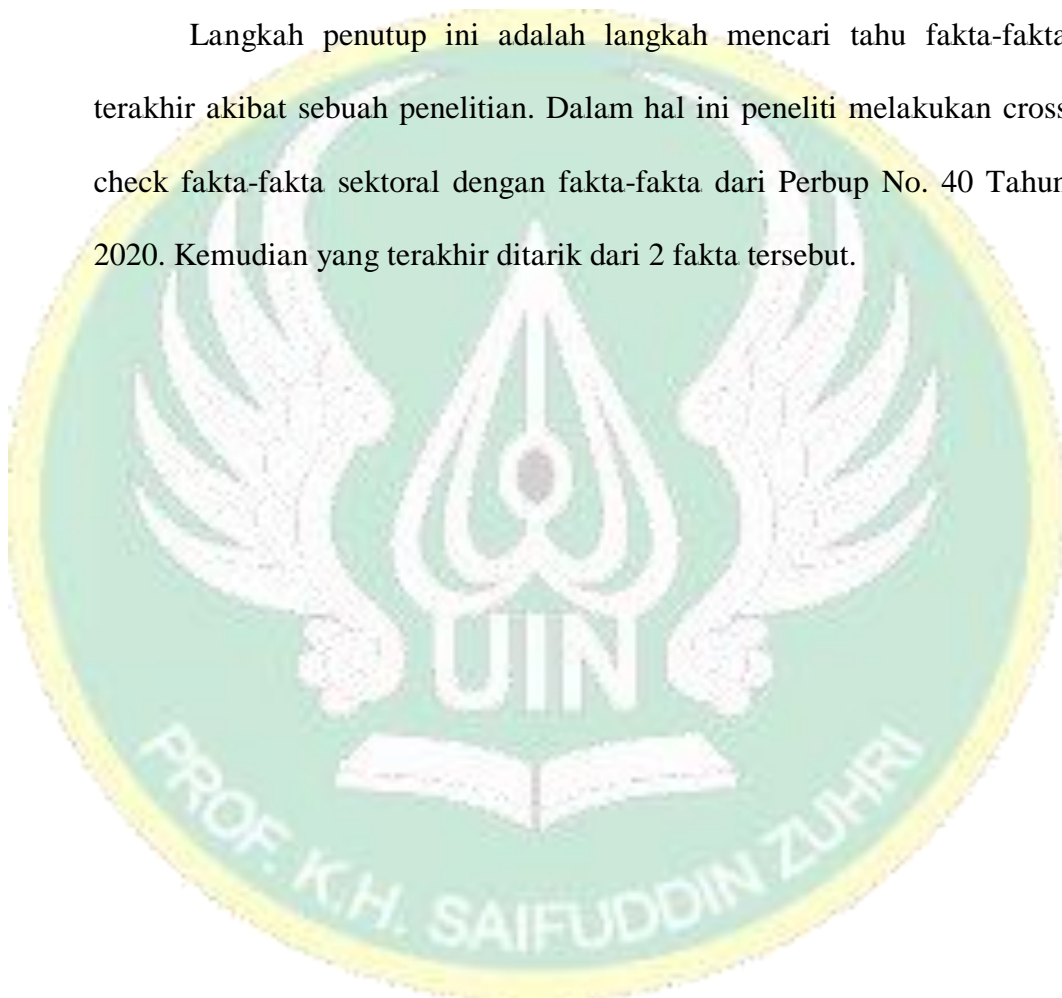 Langkah penutup ini adalah langkah mencari tahu fakta-fakta
terakhir akibat sebuah penelitian. Dalam hal ini peneliti melakukan cross
check fakta-fakta sektoral dengan fakta-fakta dari Perbup No. 40 Tahun
2020. Kemudian yang terakhir ditarik dari 2 fakta tersebut.
UIN
PROF. K.H. SAIFUDDIN ZUHRI